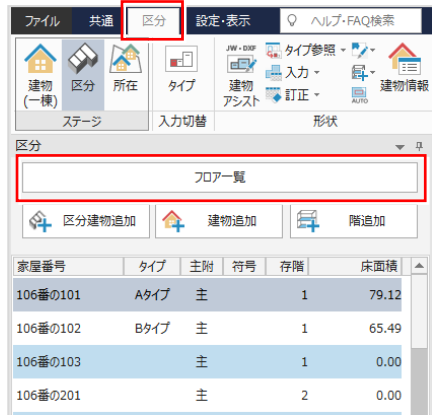 ファイル 共通 区分 設定・表示 ヘルプ・FAQ検索
建物
(一棟)
区分
所在
ステージ
タイプ
入力切替
JW・DXF
建物
アシスト
タイプ参照
入力
訂正
AUTO
建物情報
形状
区分
フロア一覧
区分建物追加 建物追加 階追加
家屋番号 タイプ 主附 符号 存階 床面積
106番の101 Aタイプ 主 1 79.12
106番の102 Bタイプ 主 1 65.49
106番の103 主 1 0.00
106番の201 主 2 0.00